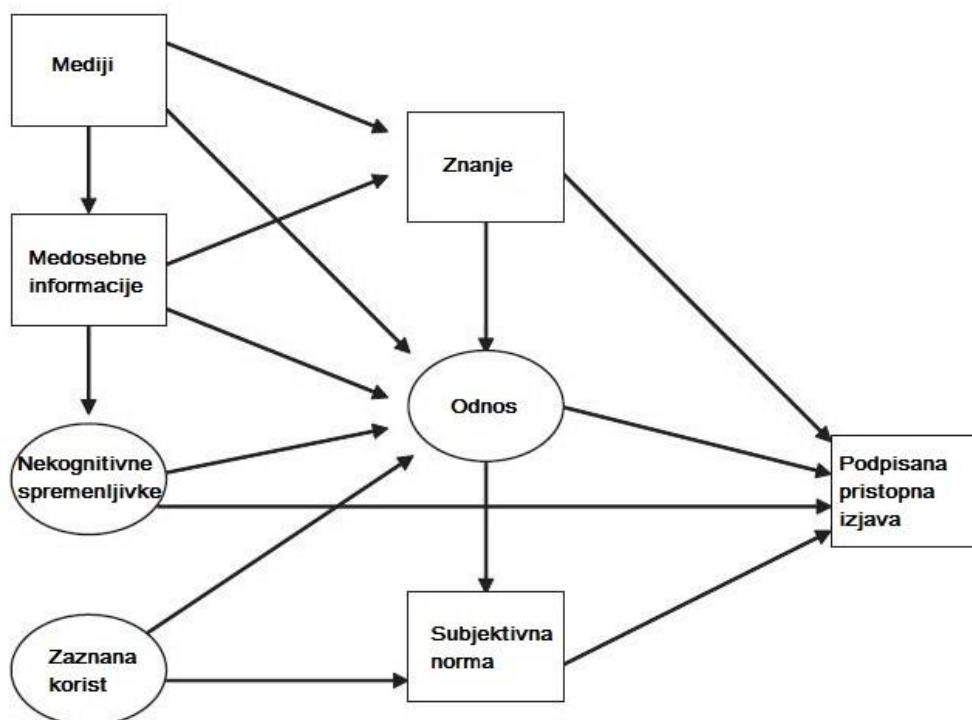 Mediji
Znanje
Medosebne
informacije
Odnos
Nekognitivne
spremenljivke
Podpisana
pristopna
izjava
Zaznana
korist
Subjektivna
norma